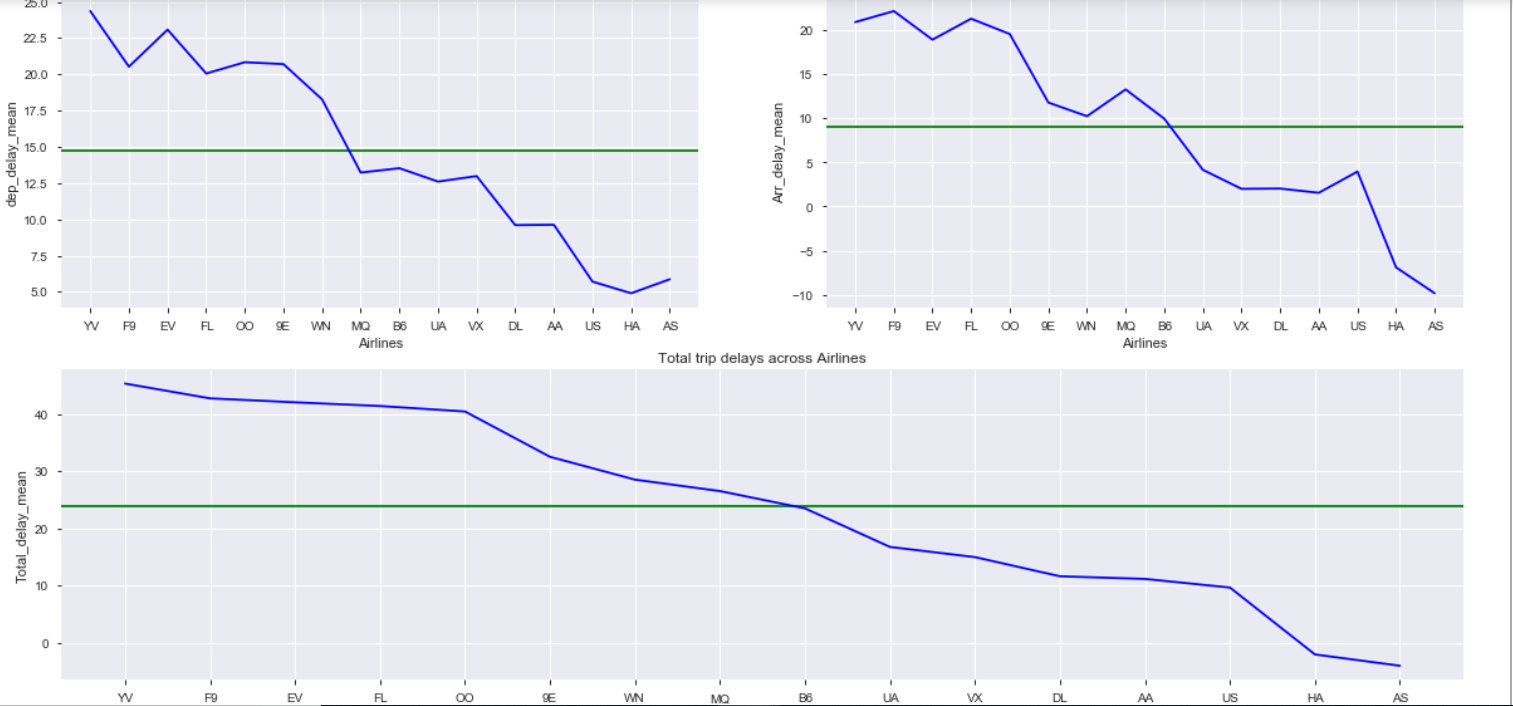 25.0
22.5
20.0
17.5
15.0
12.5
10.0
7.5
5.0
dep_delay_mean
YV F9 EV FL OO 9E WN MQ B6 UA VX DL AA US HA AS
Airlines
20
15
10
5
0
−5
−10
Arr_delay_mean
YV F9 EV FL OO 9E WN MQ B6 UA VX DL AA US HA AS
Airlines
Total trip delays across Airlines
40
30
20
10
0
Total_delay_mean
YV F9 EV FL OO 9E WN MQ B6 UA VX DL AA US HA AS